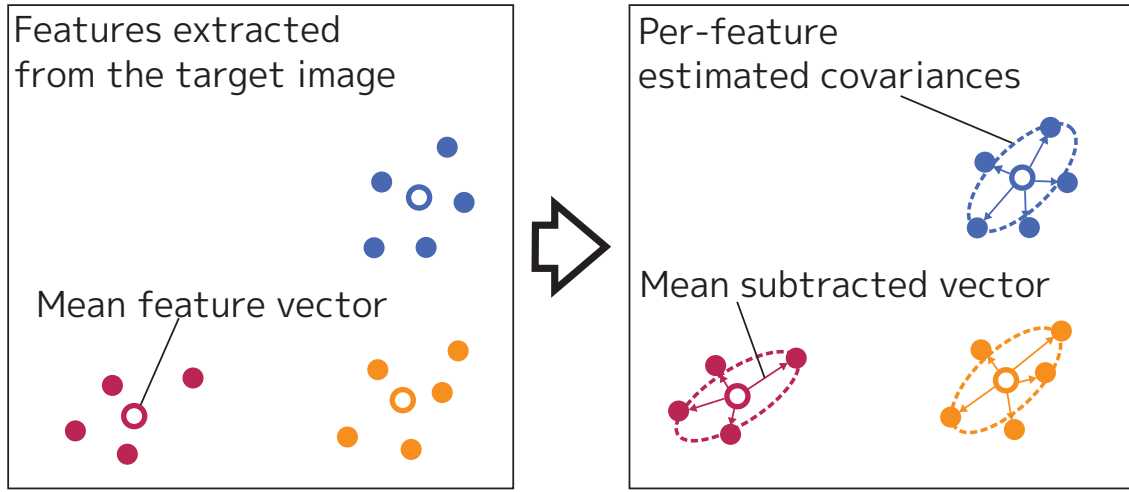 Features extracted
from the target image
Mean feature vector
Per-feature
estimated covariances
Mean subtracted vector